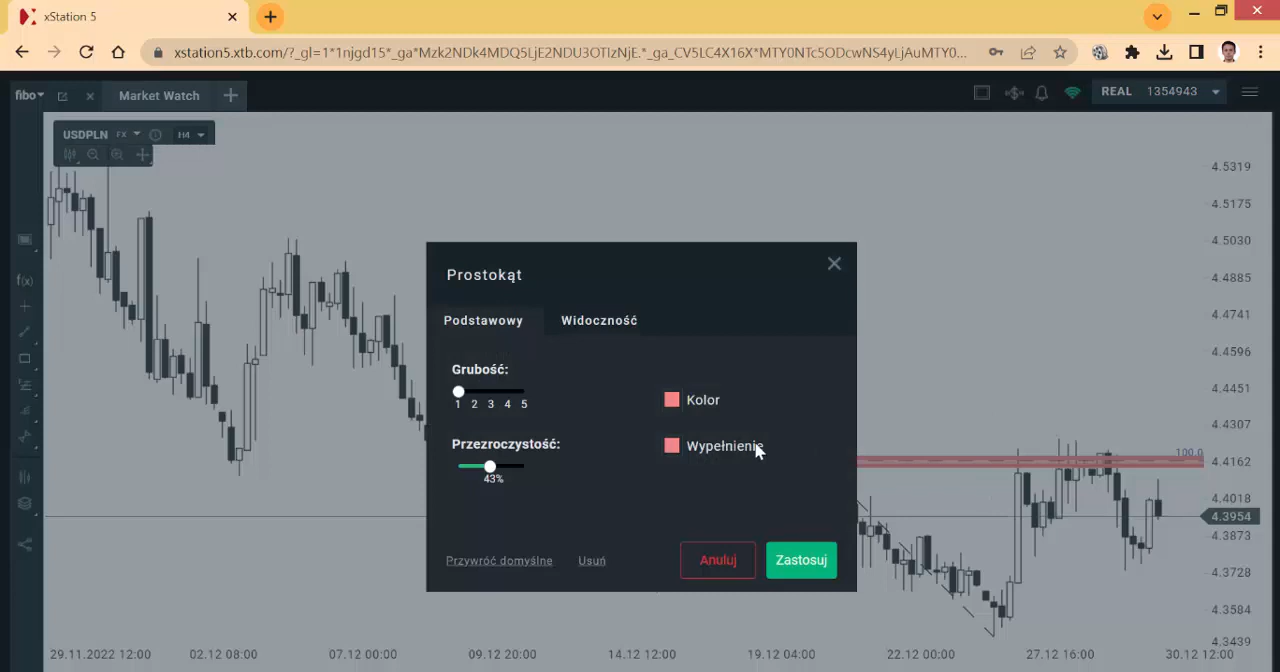 xStation 5
xstation5.xtb.com/?_gl=1*1njgd15*_ga*Mzk2NDk4MDQ5LjE2NDU3OTIzNjE.*_ga_CV5LC4X16X*MTY0NTc5ODcwNS4yLjAuMTY0...
fibo Market Watch REAL 1354943
USDPLN FX H4
4.5319
4.5175
4.5030
4.4885
4.4741
4.4596
4.4451
4.4307
4.4162
4.4018
4.3954
4.3873
4.3728
4.3584
4.3439
100.0
f(x)
Prostokąt
Podstawowy Widoczność
Grubość:
1 2 3 4 5
Kolor
Przezroczystość:
43%
Wypełnienie
Przywróć domyślne Usuń Anuluj Zastosuj
29.11.2022 12:00 02.12 08:00 07.12 00:00 09.12 20:00 14.12 12:00 19.12 04:00 22.12 00:00 27.12 16:00 30.12 12:00